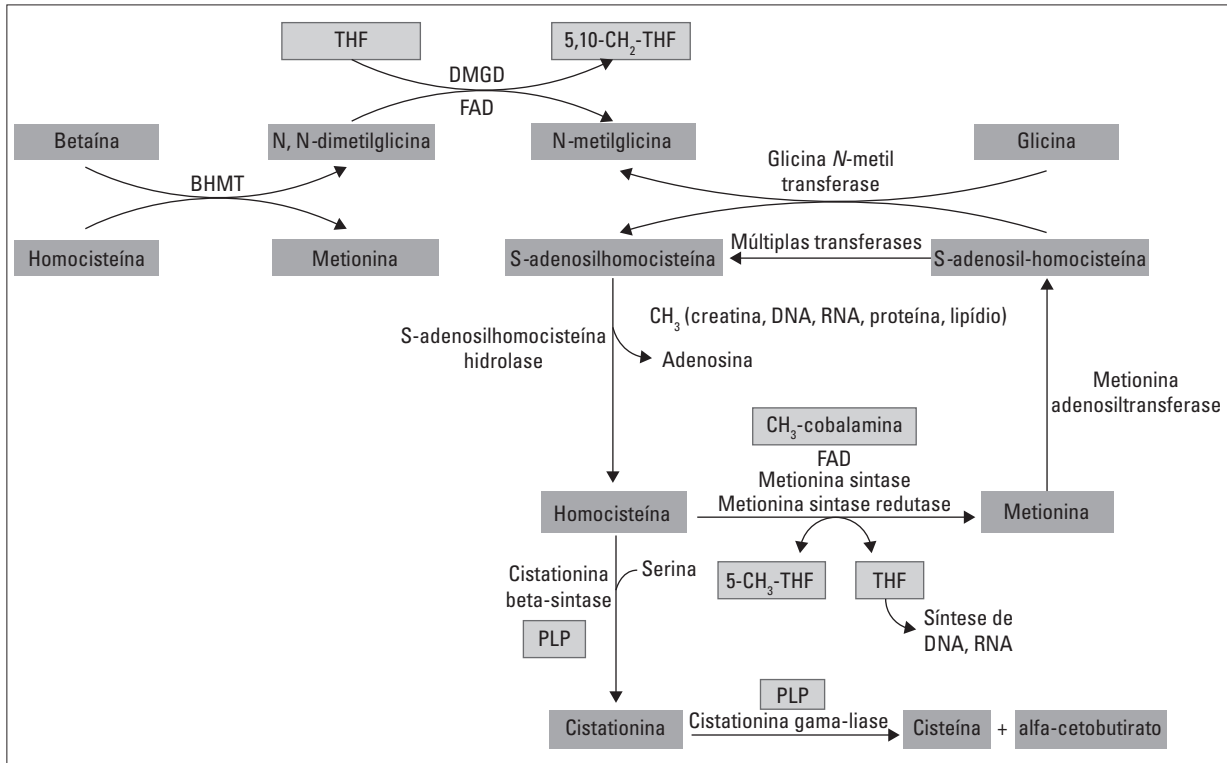 THF
5,10-CH₂-THF
DMGD
FAD
Betaína
N, N-dimetilglicina
N-metilglicina
Glicina
BHMT
Glicina N-metil
transferase
Homocisteína
Metionina
S-adenosilhomocisteína
Múltiplas transferases
S-adenosil-homocisteína
CH₃ (creatina, DNA, RNA, proteína, lipídio)
S-adenosilhomocisteína
hidrolase
Adenosina
Metionina
adenosiltransferase
CH₃-cobalamina
FAD
Metionina sintase
Metionina sintase redutase
Homocisteína
Metionina
Cistationina
beta-sintase
Serina
5-CH₃-THF
THF
PLP
Síntese de
DNA, RNA
PLP
Cistationina
Cistationina gama-liase
Cisteína + alfa-cetobutirato